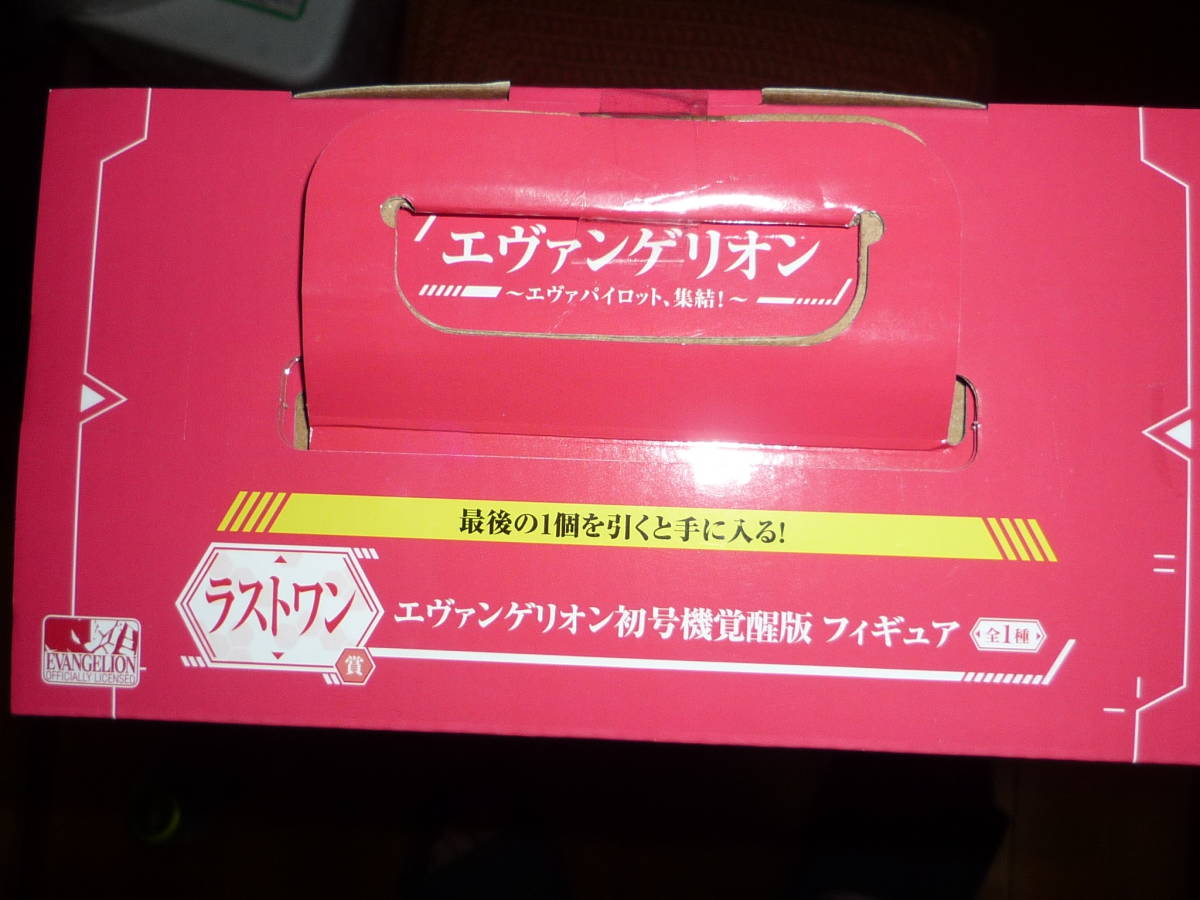 エヴァンゲリオン
～エヴァパイロット、集結！～
最後の1個を引くと手に入る！
ラストワン
賞
エヴァンゲリオン初号機覚醒版 フィギュア
全1種
EVANGELION
OFFICIALLY LICENSED